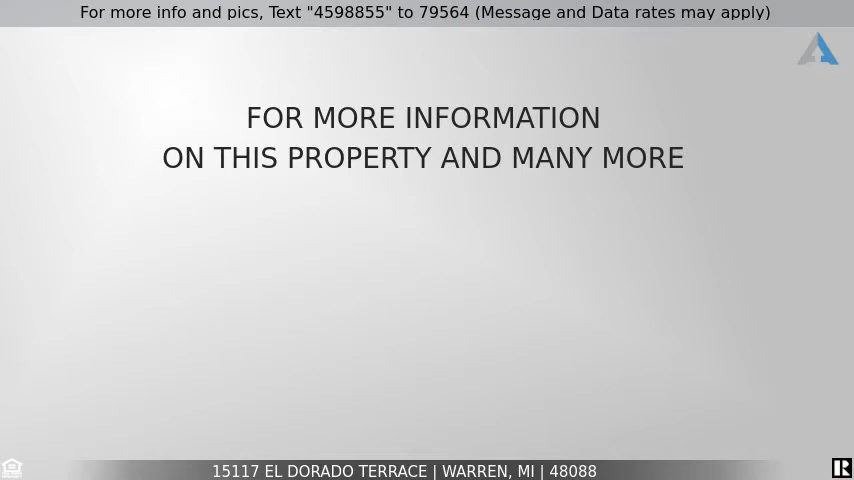 For more info and pics, Text "4598855" to 79564 (Message and Data rates may apply)
FOR MORE INFORMATION
ON THIS PROPERTY AND MANY MORE
15117 EL DORADO TERRACE | WARREN, MI | 48088